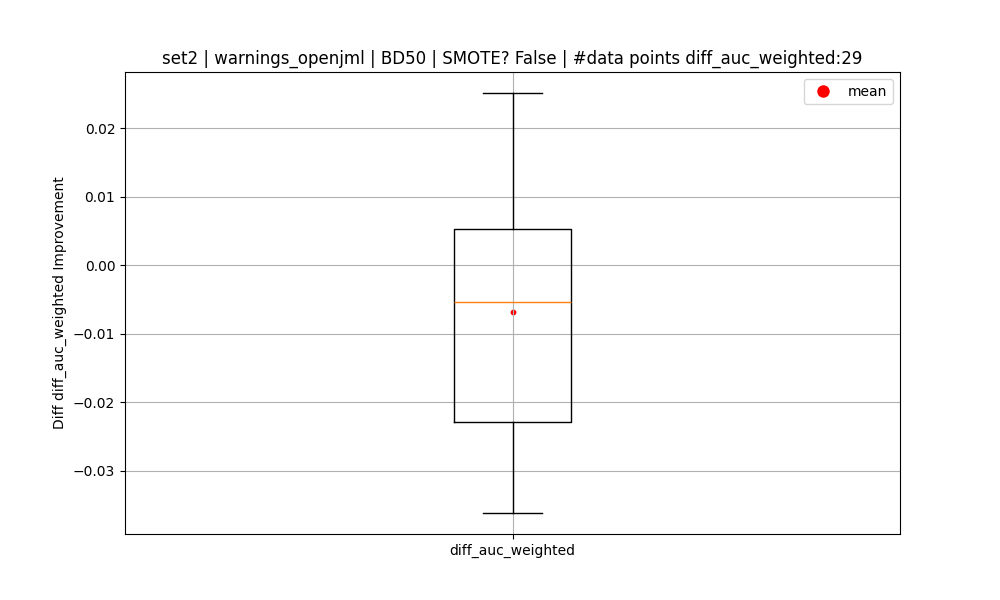 set2 | warnings_openjml | BD50 | SMOTE? False | #data points diff_auc_weighted:29
mean
0.02
0.01
0.00
−0.01
−0.02
−0.03
Diff diff_auc_weighted Improvement
diff_auc_weighted